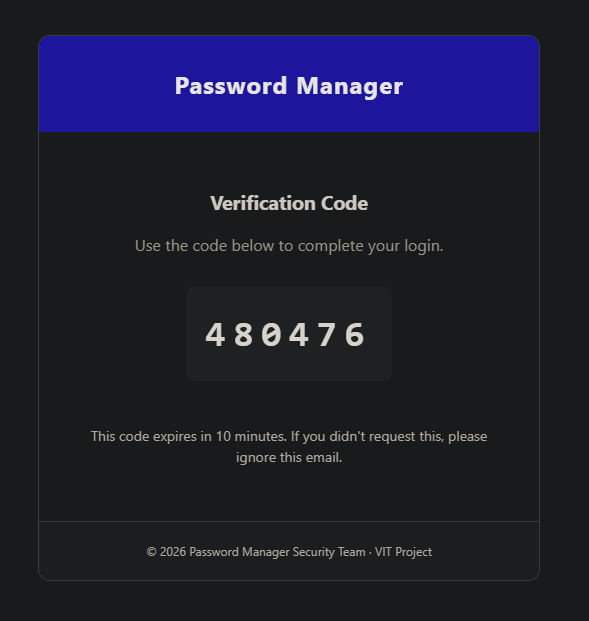 Password Manager
Verification Code
Use the code below to complete your login.
480476
This code expires in 10 minutes. If you didn't request this, please
ignore this email.
© 2026 Password Manager Security Team · VIT Project